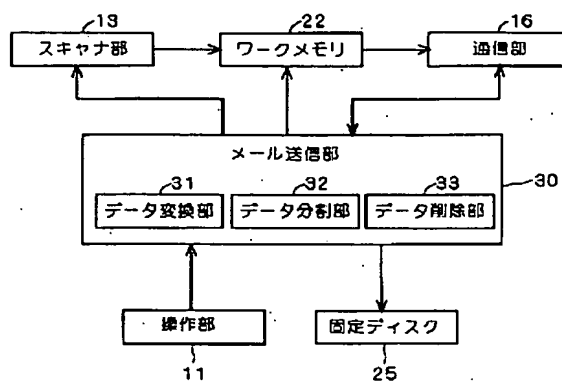 13
22
16
スキャナ部
ワークメモリ
通信部
メール送信部
30
31
32
33
データ変換部
データ分割部
データ削除部
操作部
固定ディスク
11
25